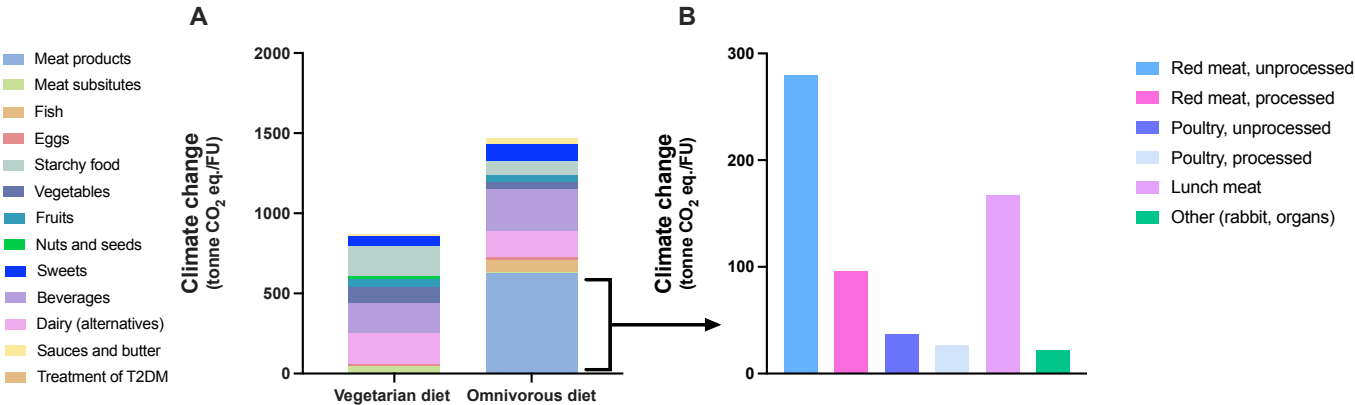 A
Meat products
Meat subsitutes
Fish
Eggs
Starchy food
Vegetables
Fruits
Nuts and seeds
Sweets
Beverages
Dairy (alternatives)
Sauces and butter
Treatment of T2DM
Climate change
(tonne CO2 eq./FU)
2000
1500
1000
500
0
Vegetarian diet
Omnivorous diet
B
Climate change
(tonne CO2 eq./FU)
300
200
100
0
Red meat, unprocessed
Red meat, processed
Poultry, unprocessed
Poultry, processed
Lunch meat
Other (rabbit, organs)